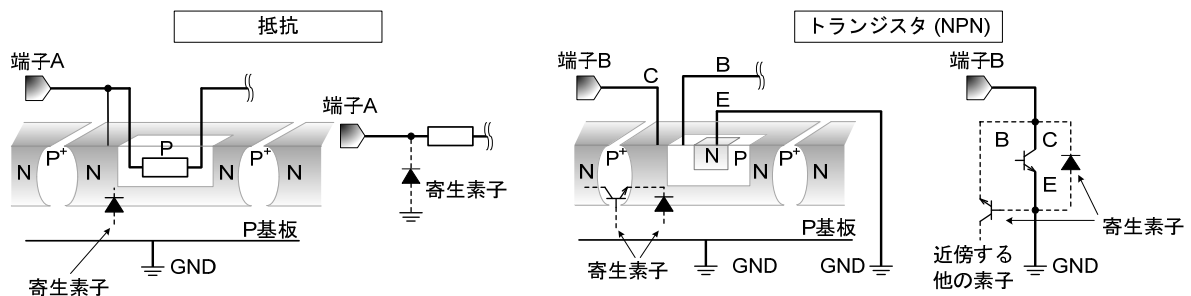 抵抗
端子A
P
N
P+
N
N
P+
N
P基板
GND
寄生素子
端子A
寄生素子
トランジスタ (NPN)
端子B
C
B
E
N
P+
N
N
P
N
P+
N
P基板
寄生素子
GND
GND
端子B
B
C
E
寄生素子
近傍する
他の素子
GND